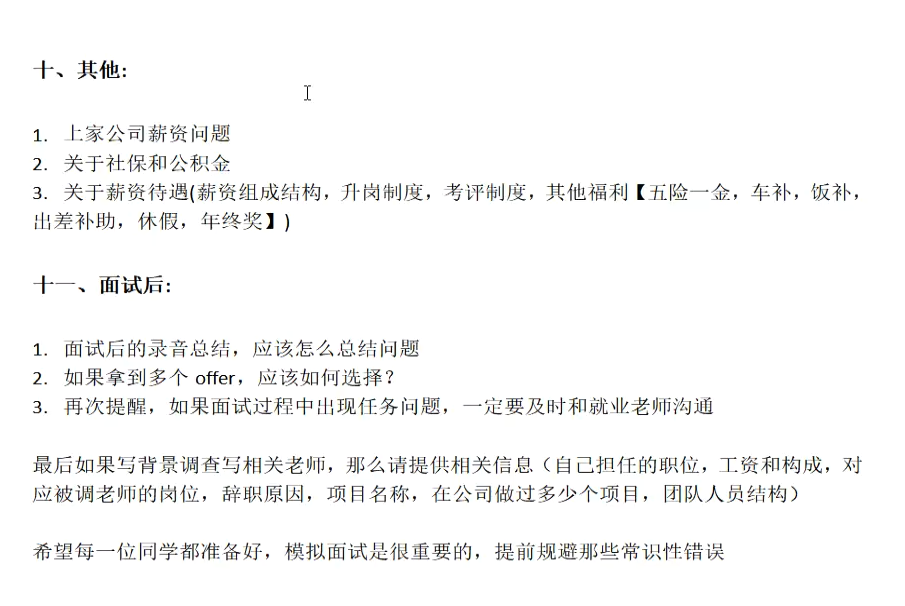 十、其他:
1. 上家公司薪资问题
2. 关于社保和公积金
3. 关于薪资待遇(薪资组成结构，升岗制度，考评制度，其他福利【五险一金，车补，饭补，
出差补助，休假，年终奖】)
十一、面试后:
1. 面试后的录音总结，应该怎么总结问题
2. 如果拿到多个 offer，应该如何选择？
3. 再次提醒，如果面试过程中出现任务问题，一定要及时和就业老师沟通
最后如果写背景调查写相关老师，那么请提供相关信息（自己担任的职位，工资和构成，对
应被调老师的岗位，辞职原因，项目名称，在公司做过多少个项目，团队人员结构）
希望每一位同学都准备好，模拟面试是很重要的，提前规避那些常识性错误